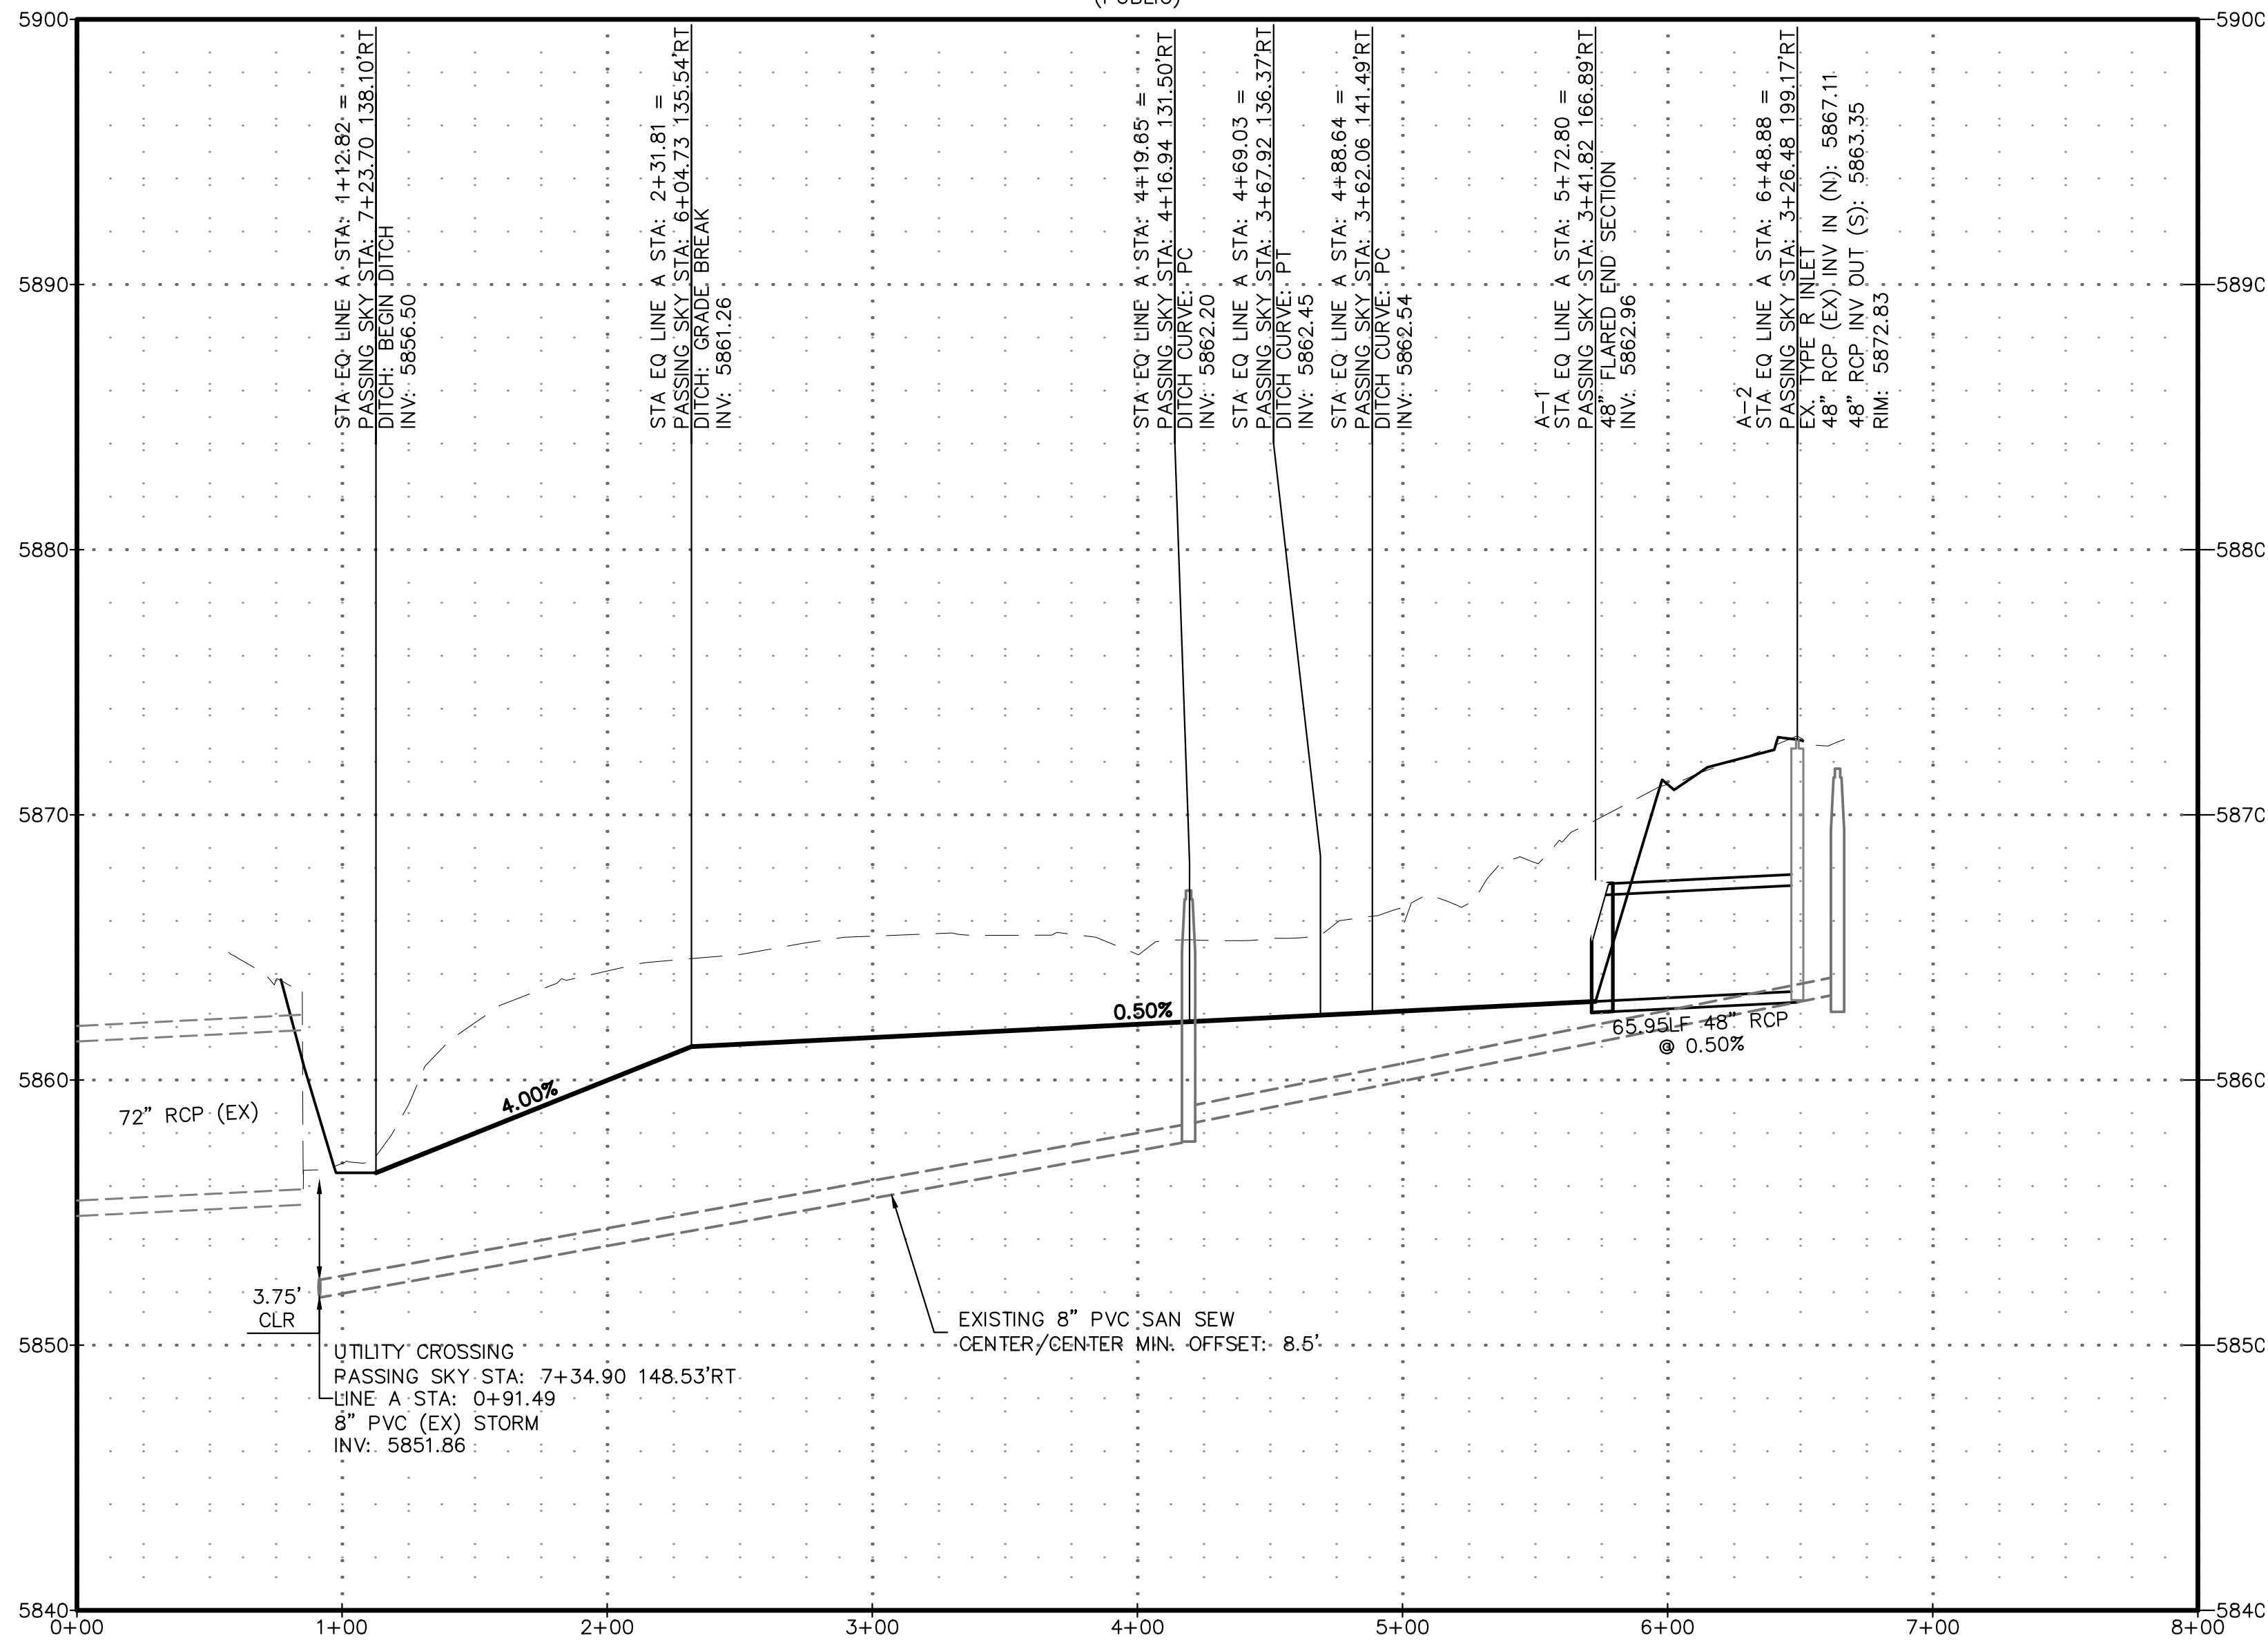 (PUBLIC)
5900
5890
5880
5870
5860
5850
5840
STA EQ LINE A STA: 1+12.82 =
PASSING SKY STA: 7+23.70 138.10'RT
DITCH: BEGIN DITCH
INV: 5856.50
STA EQ LINE A STA: 2+31.81 =
PASSING SKY STA: 6+04.73 135.54'RT
DITCH: GRADE BREAK
INV: 5861.26
STA EQ LINE A STA: 4+19.65 =
PASSING SKY STA: 4+16.94 131.50'RT
DITCH CURVE: PC
INV: 5862.20
STA EQ LINE A STA: 4+69.03 =
PASSING SKY STA: 3+67.92 136.37'RT
DITCH CURVE: PT
INV: 5862.45
STA EQ LINE A STA: 4+88.64 =
PASSING SKY STA: 3+62.06 141.49'RT
DITCH CURVE: PC
INV: 5862.54
A-1
STA EQ LINE A STA: 5+72.80 =
PASSING SKY STA: 3+41.82 166.89'RT
48" FLARED END SECTION
INV: 5862.96
A-2
STA EQ LINE A STA: 6+48.88 =
PASSING SKY STA: 3+26.48 199.17'RT
EX. TYPE R INLET
48" RCP (EX) INV IN (N): 5867.11
48" RCP INV OUT (S): 5863.35
RIM: 5872.83
0.50%
4.00%
65.95LF 48" RCP
@ 0.50%
72" RCP (EX)
3.75'
CLR
EXISTING 8" PVC SAN SEW
CENTER/CENTER MIN. OFFSET: 8.5'
UTILITY CROSSING
PASSING SKY STA: 7+34.90 148.53'RT
LINE A STA: 0+91.49
8" PVC (EX) STORM
INV: 5851.86
0+00 1+00 2+00 3+00 4+00 5+00 6+00 7+00 8+00